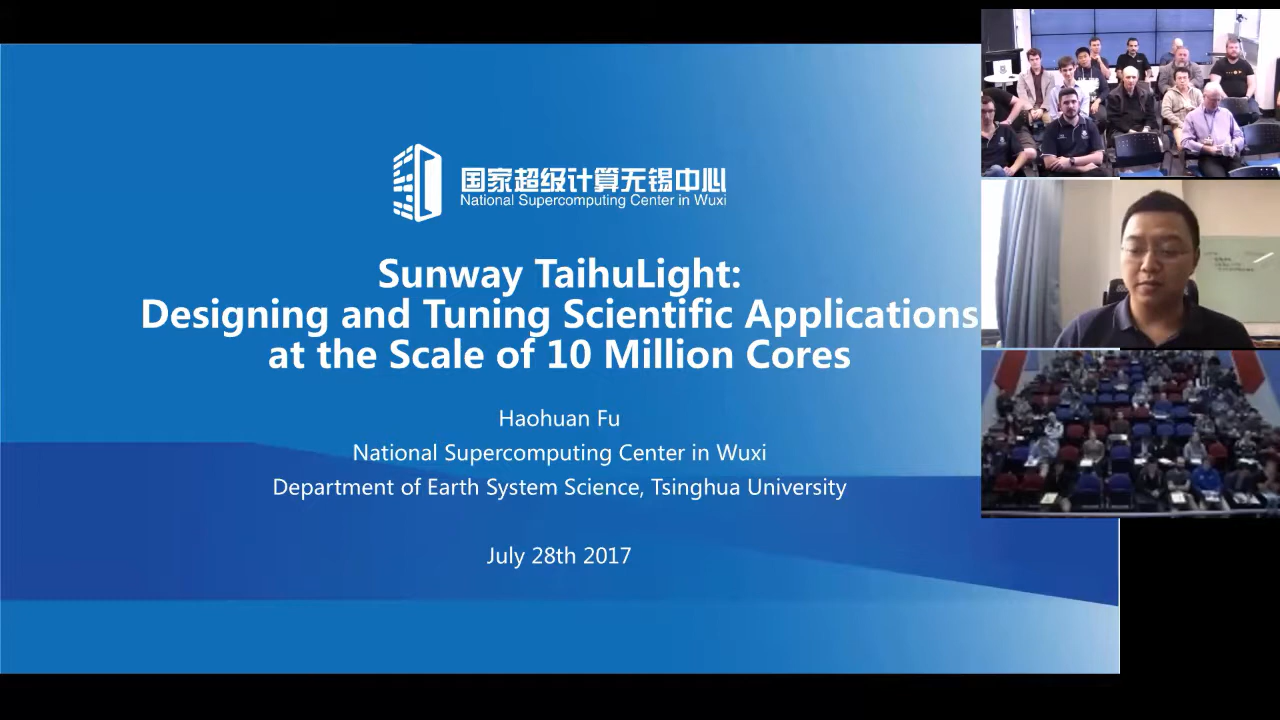 国家超级计算无锡中心
National Supercomputing Center in Wuxi
Sunway TaihuLight:
Designing and Tuning Scientific Applications
at the Scale of 10 Million Cores
Haohuan Fu
National Supercomputing Center in Wuxi
Department of Earth System Science, Tsinghua University
July 28th 2017